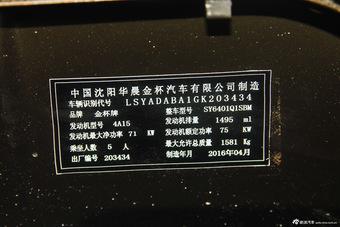 中国沈阳华晨金杯汽车有限公司制造
车辆识别代号 LSYADABA1GK203434
品牌 金杯牌 整车型号 SY6401Q1SBM
发动机型号 4A15 发动机排量 1495 ml
发动机最大净功率 71 KW 发动机额定功率 75 KW
乘坐人数 5 人 最大允许总质量 1581 Kg
出厂编号 203434 制造年月 2016年04月